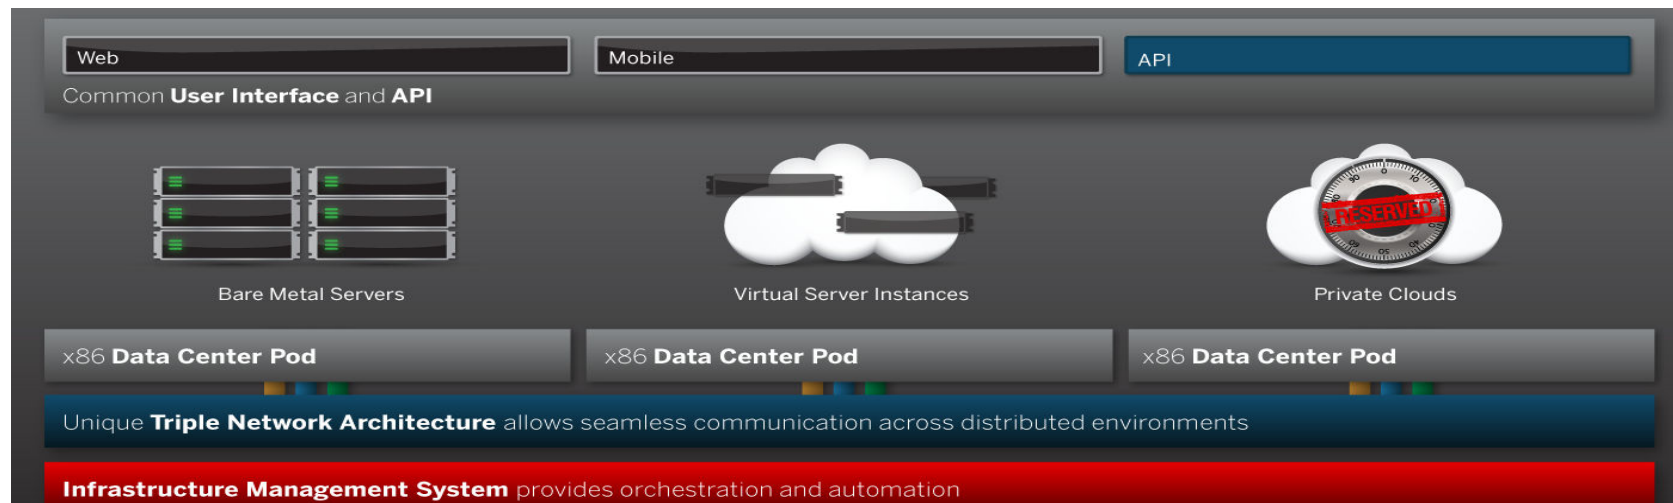 Web
Mobile
API
Common User Interface and API
RESERVED
Bare Metal Servers
Virtual Server Instances
Private Clouds
x86 Data Center Pod
x86 Data Center Pod
x86 Data Center Pod
Unique Triple Network Architecture allows seamless communication across distributed environments
Infrastructure Management System provides orchestration and automation